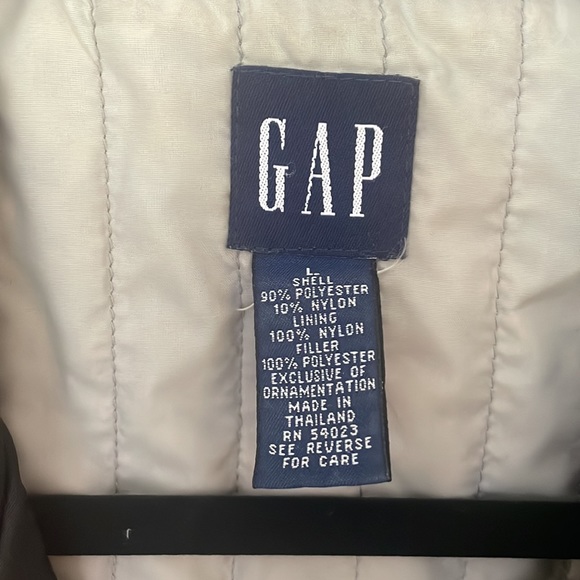 GAP
L
SHELL
90% POLYESTER
10% NYLON
LINING
100% NYLON
FILLER
100% POLYESTER
EXCLUSIVE OF
ORNAMENTATION
MADE IN
THAILAND
RN 54023
SEE REVERSE
FOR CARE